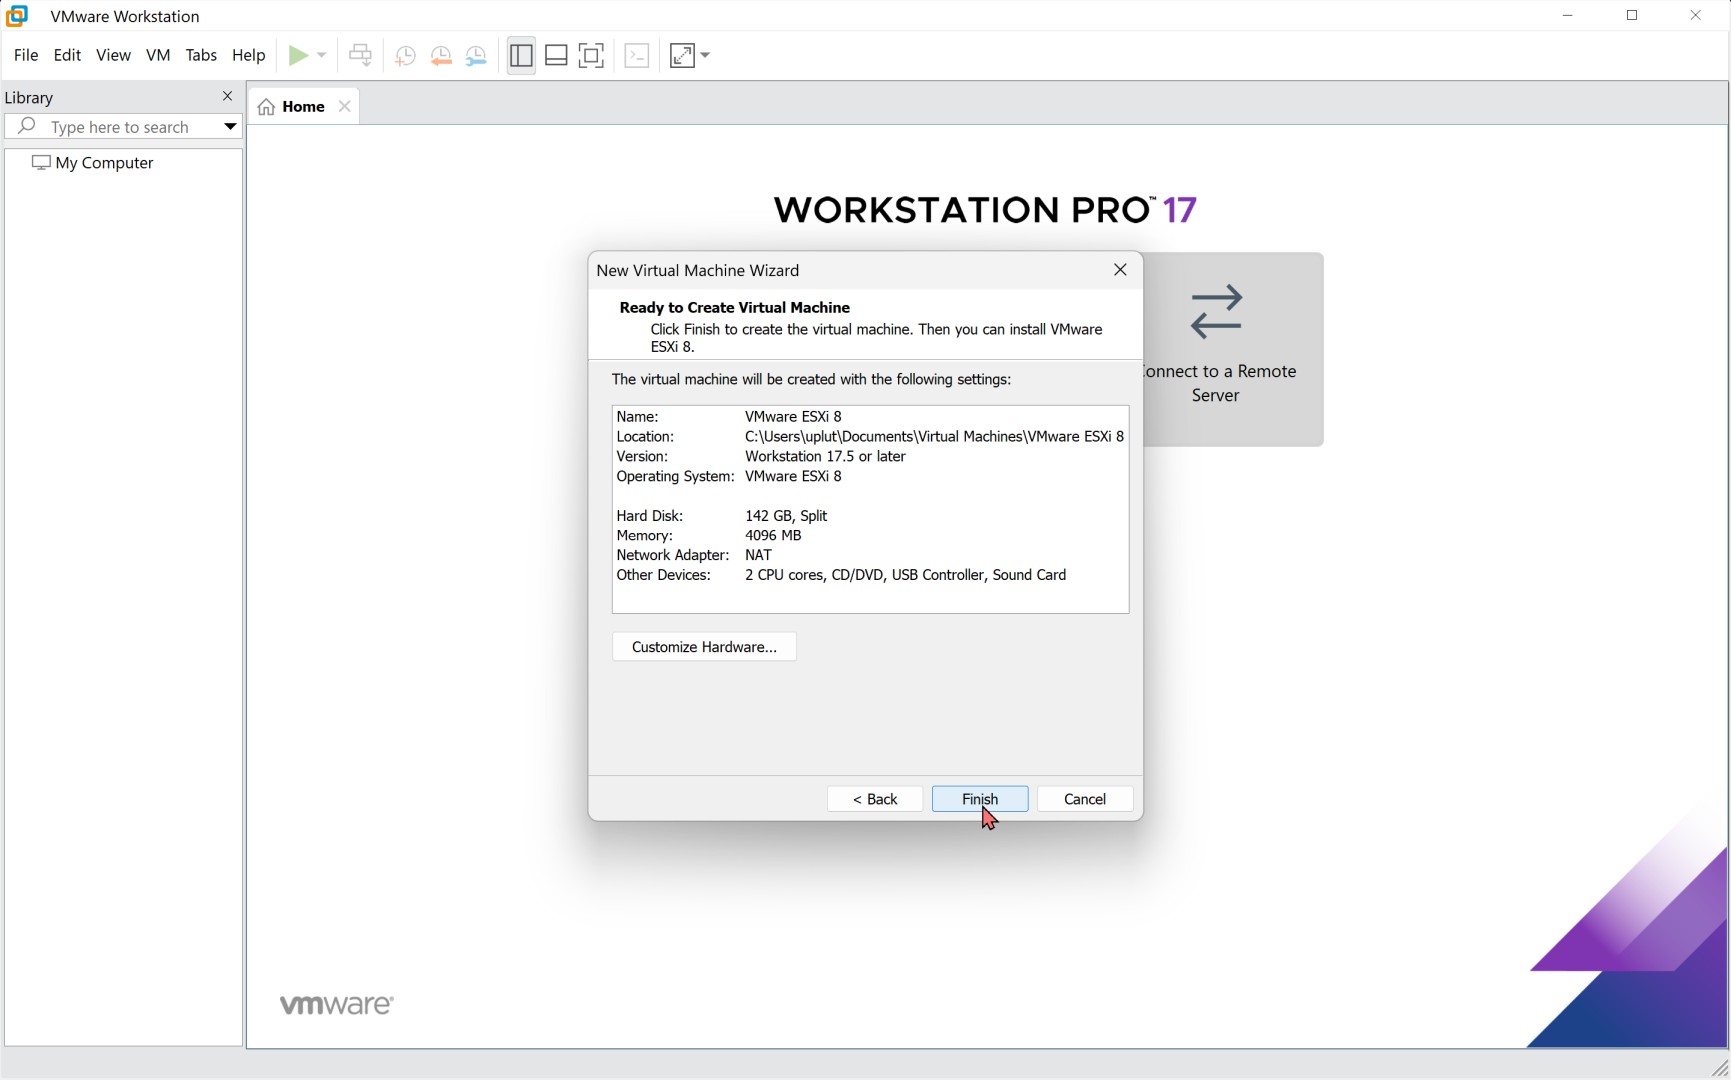 VMware Workstation
File Edit View VM Tabs Help
Library
Home
Type here to search
My Computer
WORKSTATION PRO™ 17
New Virtual Machine Wizard
Ready to Create Virtual Machine
Click Finish to create the virtual machine. Then you can install VMware
ESXi 8.
The virtual machine will be created with the following settings:
Name: VMware ESXi 8
Location: C:\Users\uplut\Documents\Virtual Machines\VMware ESXi 8
Version: Workstation 17.5 or later
Operating System: VMware ESXi 8
Hard Disk: 142 GB, Split
Memory: 4096 MB
Network Adapter: NAT
Other Devices: 2 CPU cores, CD/DVD, USB Controller, Sound Card
Customize Hardware...
< Back Finish Cancel
onnect to a Remote
Server
vmware®